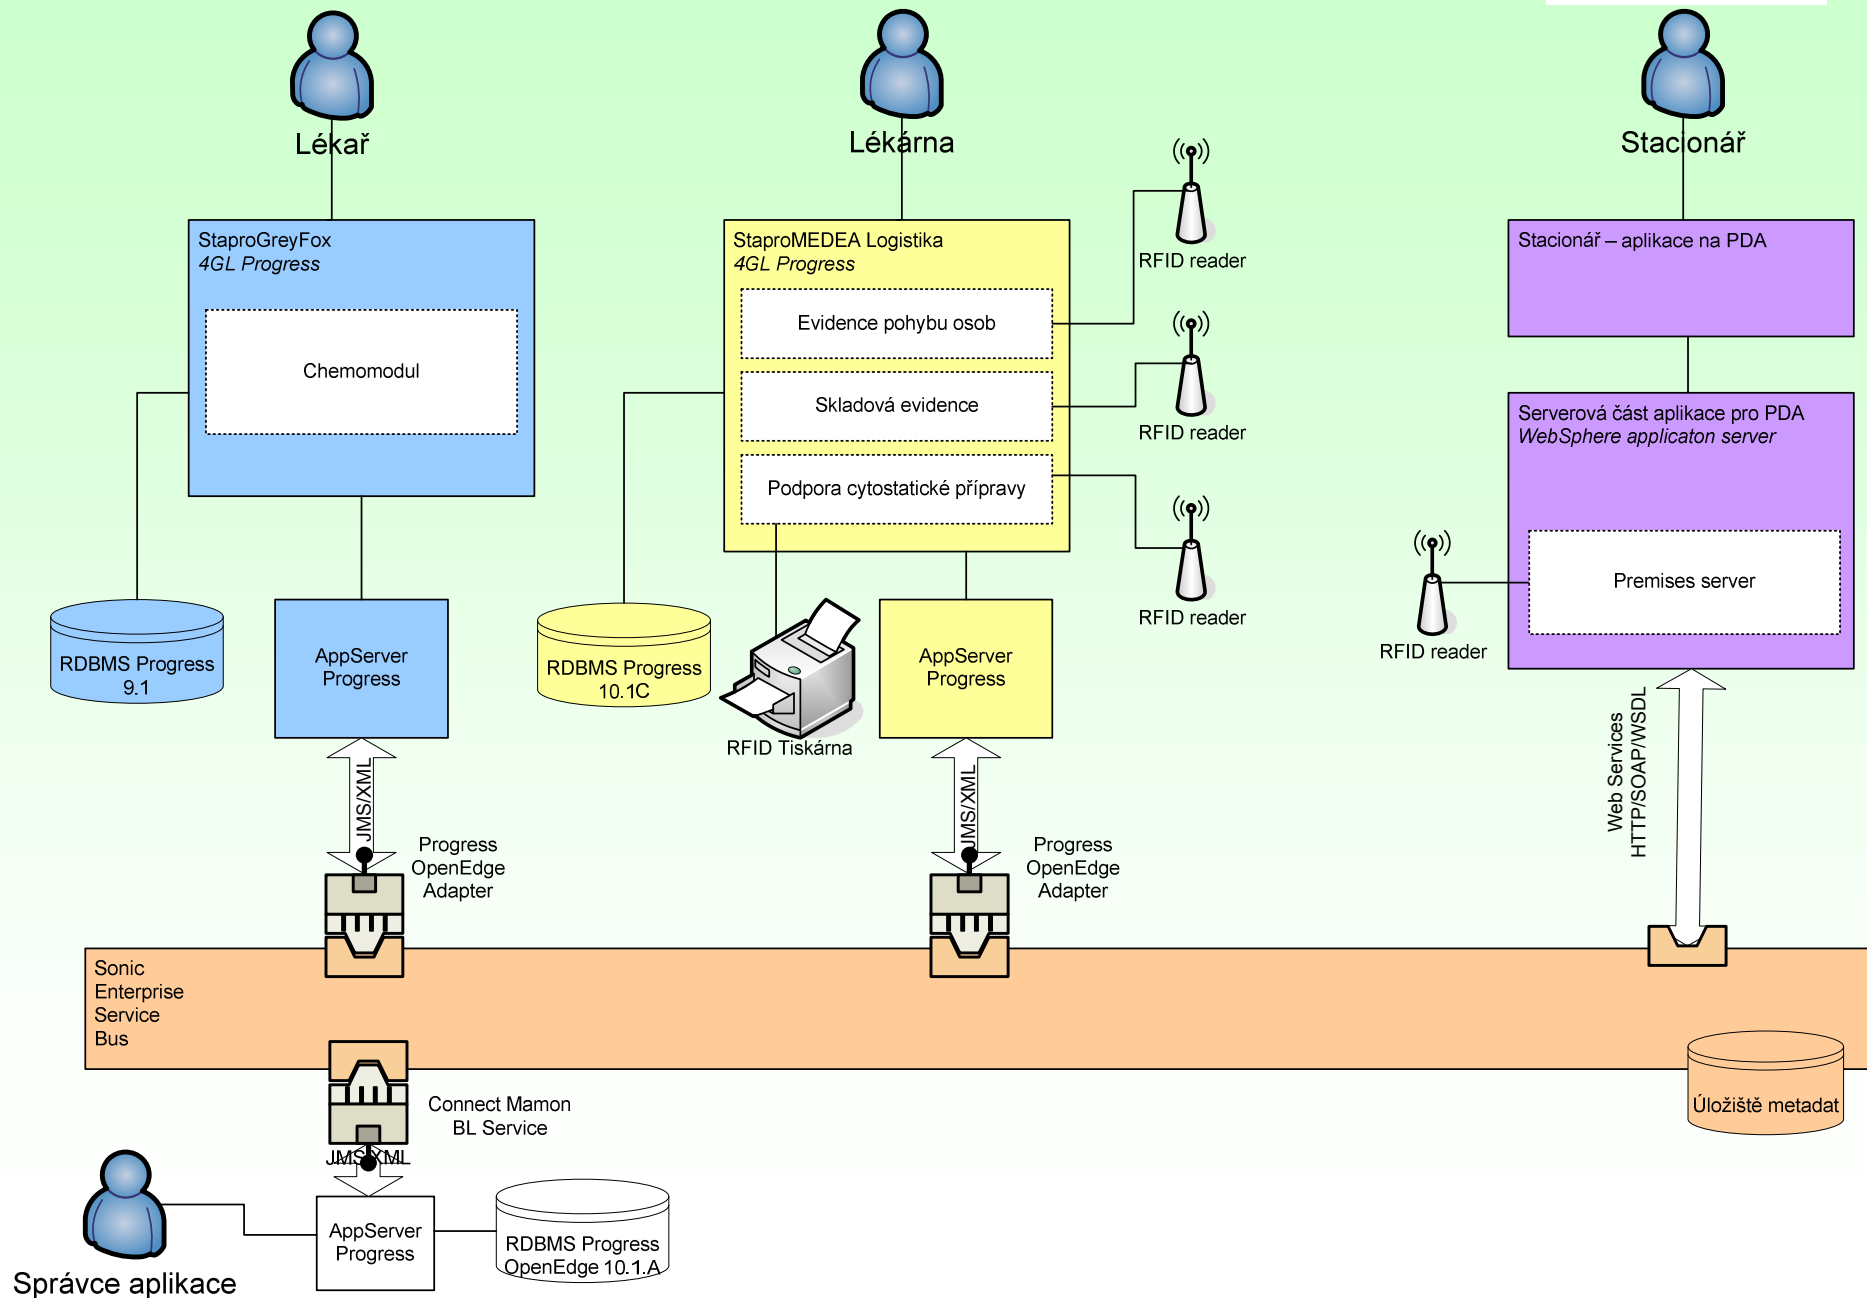 Lékař
Lékárna
Stacionář
StaproGreyFox
4GL Progress
Chemomodul
StaproMEDEA Logistika
4GL Progress
Evidence pohybu osob
Skladová evidence
Podpora cytostatické přípravy
RFID reader
RFID reader
RFID reader
Stacionář – aplikace na PDA
Serverová část aplikace pro PDA
WebSphere applicaton server
Premises server
RFID reader
RDBMS Progress
9.1
AppServer
Progress
RDBMS Progress
10.1C
RFID Tiskárna
AppServer
Progress
JMS/XML
JMS/XML
Web Services
HTTP/SOAP/WSDL
Progress
OpenEdge
Adapter
Progress
OpenEdge
Adapter
Sonic
Enterprise
Service
Bus
Úložiště metadat
Connect Mamon
BL Service
JMS/XML
AppServer
Progress
RDBMS Progress
OpenEdge 10.1.A
Správce aplikace